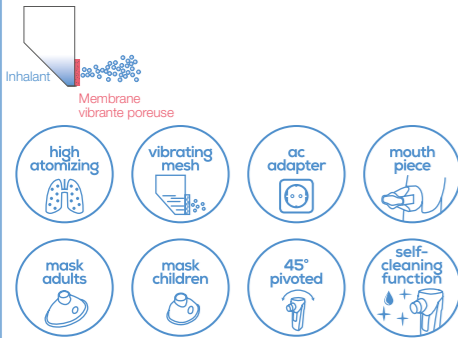 Inhalant
Membrane
vibrante poreuse
high
atomizing
vibrating
mesh
ac
adapter
mouth
piece
mask
adults
mask
children
45°
pivoted
self-
cleaning
function